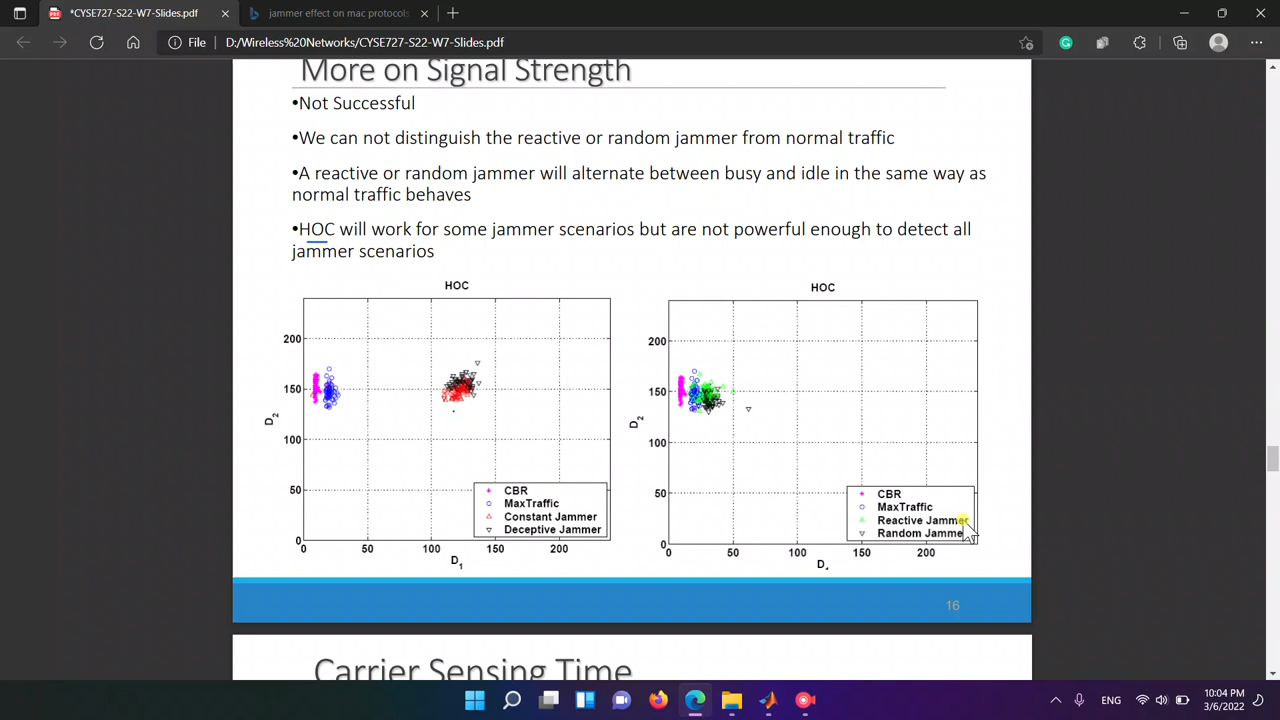 *CYSE727-S22-W7-Slides.pdf
jammer effect on mac protocols
File D:/Wireless%20Networks/CYSE727-S22-W7-Slides.pdf
More on Signal Strength
•Not Successful
•We can not distinguish the reactive or random jammer from normal traffic
•A reactive or random jammer will alternate between busy and idle in the same way as
normal traffic behaves
•HOC will work for some jammer scenarios but are not powerful enough to detect all
jammer scenarios
HOC
200
150
100
50
0
D2
0 50 100 150 200
D1
CBR
MaxTraffic
Constant Jammer
Deceptive Jammer
HOC
200
150
100
50
0
D2
0 50 100 150 200
CBR
MaxTraffic
Reactive Jammer
Random Jamme
16
Carrier Sensing Time
ENG
10:04 PM
3/6/2022